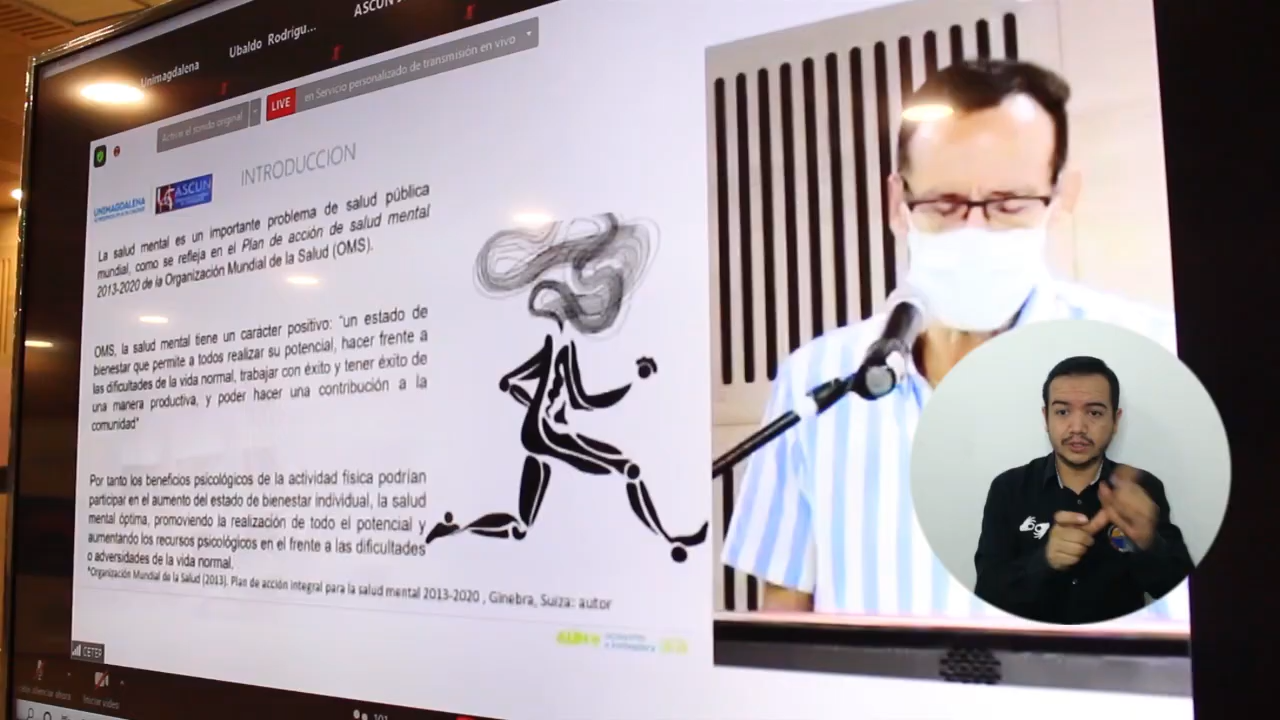 ASCUN
Ubaldo Rodrigu...
Unimagdalena
Activar el sonido original
LIVE
en Servicio personalizado de transmisión en vivo
INTRODUCCION
UNIMAGDALENA
ASCUN
La salud mental es un importante problema de salud pública
mundial, como se refleja en el Plan de acción de salud mental
2013-2020 de la Organización Mundial de la Salud (OMS).
OMS, la salud mental tiene un carácter positivo: "un estado de
bienestar que permite a todos realizar su potencial, hacer frente a
las dificultades de la vida normal, trabajar con éxito y tener éxito de
una manera productiva, y poder hacer una contribución a la
comunidad"
Por tanto los beneficios psicológicos de la actividad física podrían
participar en el aumento del estado de bienestar individual, la salud
mental óptima, promoviendo la realización de todo el potencial y
aumentando los recursos psicológicos en el frente a las dificultades
o adversidades de la vida normal.
*Organización Mundial de la Salud (2013). Plan de acción integral para la salud mental 2013-2020 , Ginebra, Suiza: autor
CETEP
Iniciar video
101